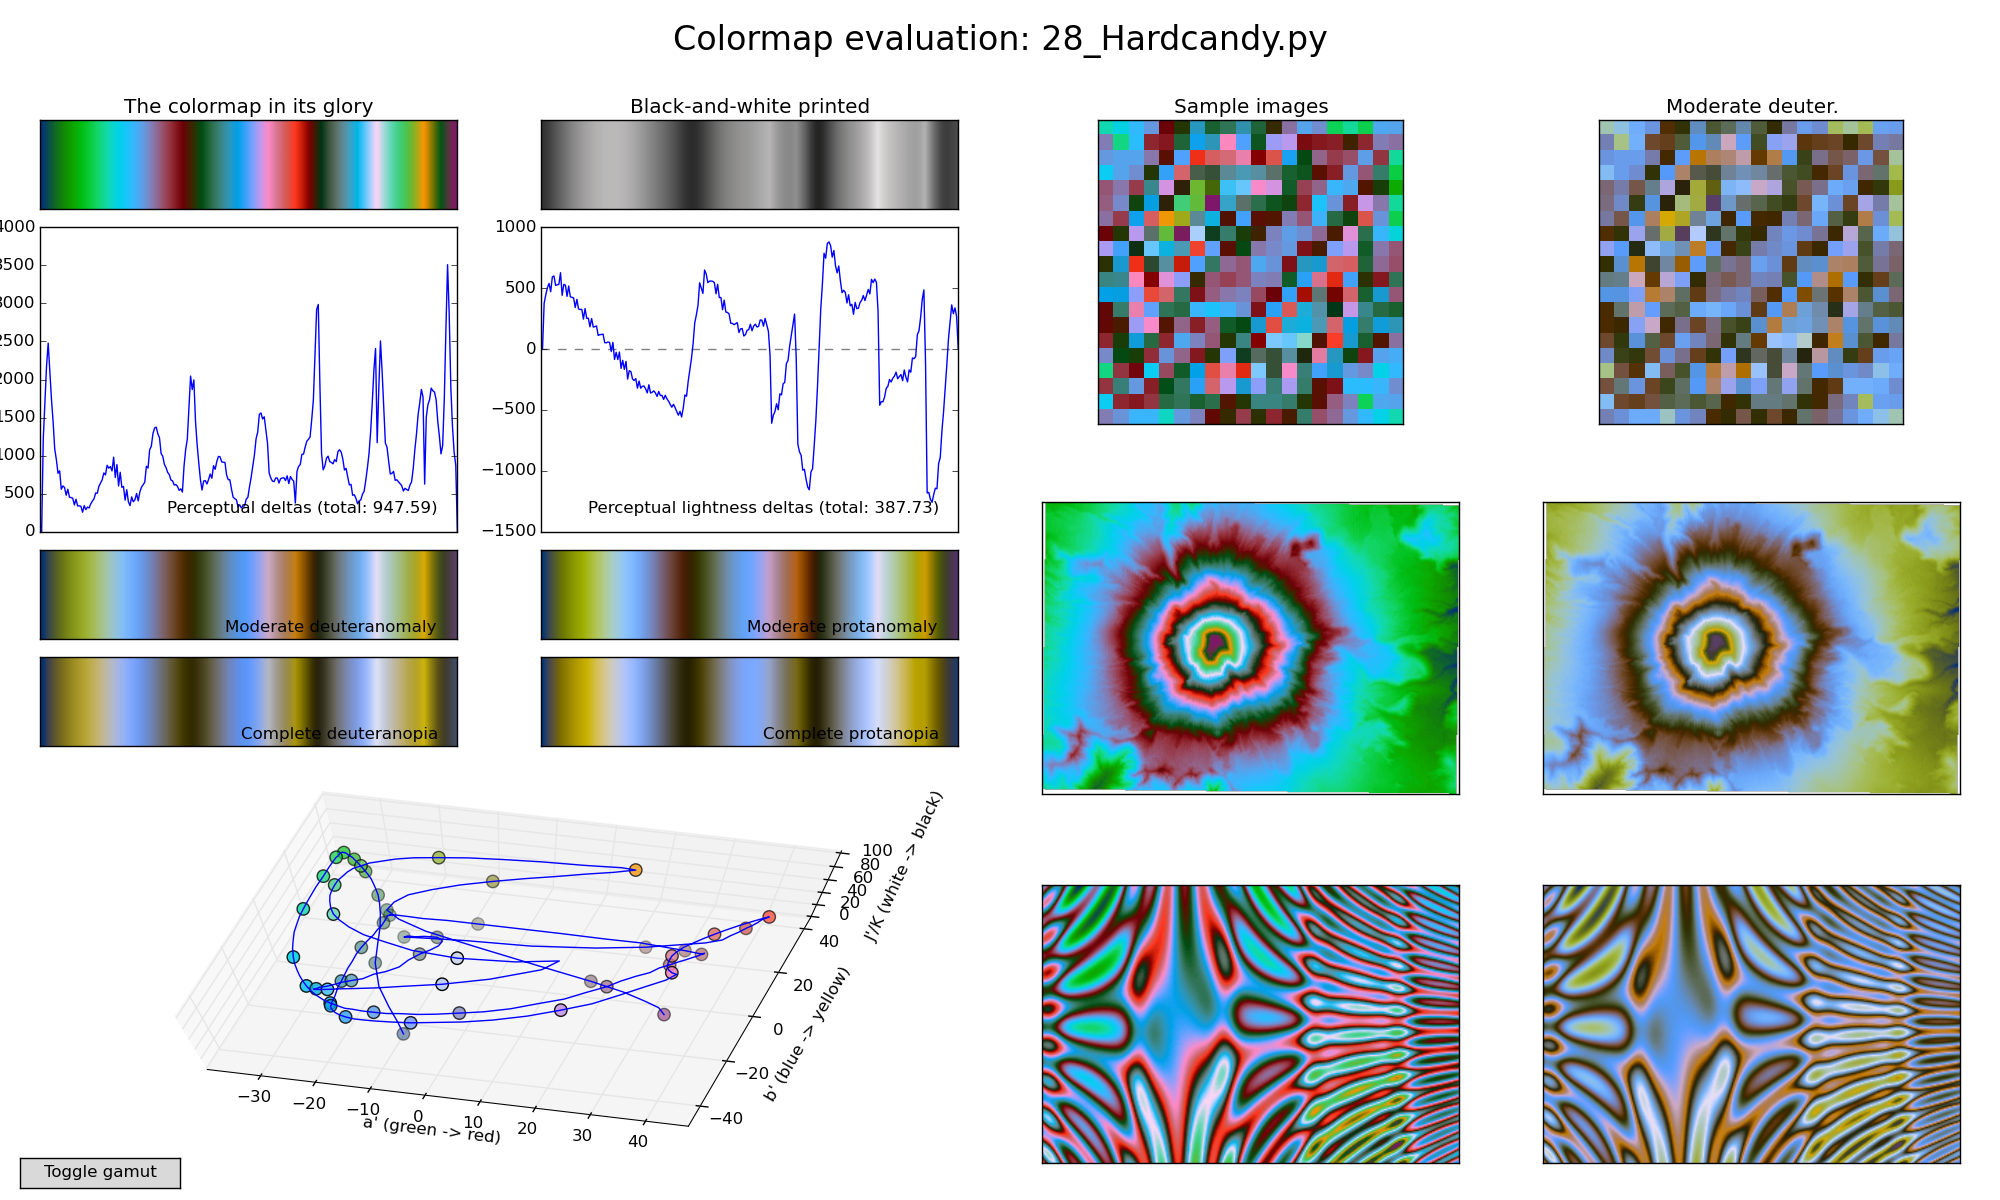 Colormap evaluation: 28_Hardcandy.py
The colormap in its glory
Black-and-white printed
Sample images
Moderate deuter.
4000
3500
3000
2500
2000
1500
1000
500
0
Perceptual deltas (total: 947.59)
1000
500
0
−500
−1000
−1500
Perceptual lightness deltas (total: 387.73)
Moderate deuteranomaly
Moderate protanomaly
Complete deuteranopia
Complete protanopia
100
80
60
40
20
0
J'/K (white -> black)
40
20
0
−20
−40
b' (blue -> yellow)
−30
−20
−10
0
10
20
30
40
a' (green -> red)
Toggle gamut